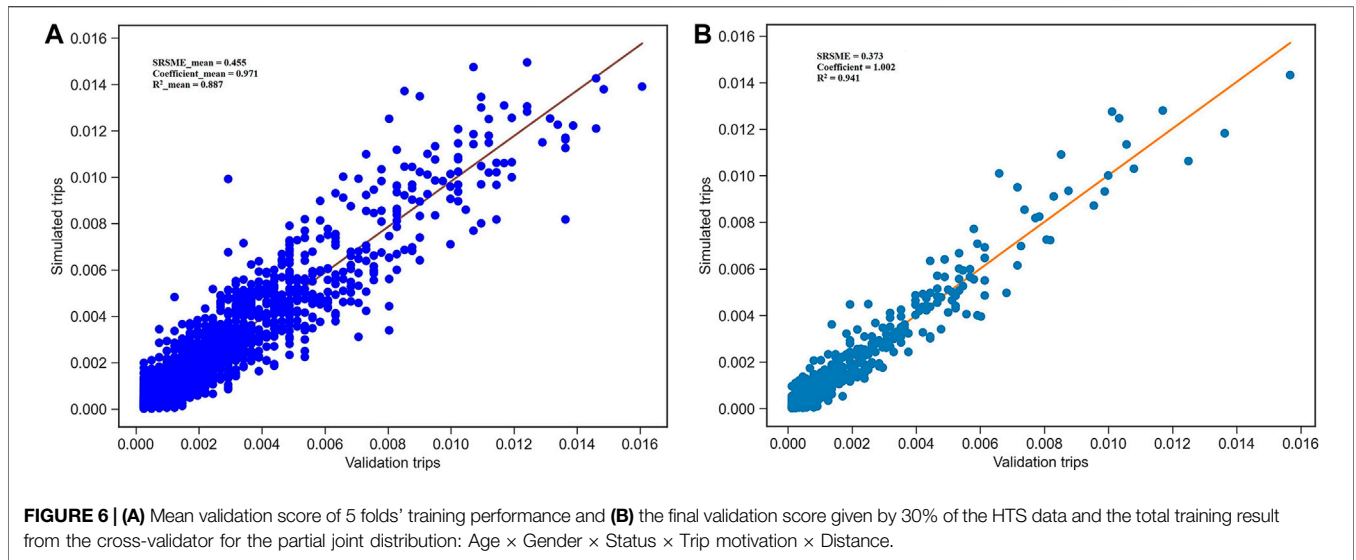 A
0.016
0.014
0.012
0.010
0.008
0.006
0.004
0.002
0.000
Simulated trips
SRSME_mean = 0.455
Coefficient_mean = 0.971
R²_mean = 0.887
0.000 0.002 0.004 0.006 0.008 0.010 0.012 0.014 0.016
Validation trips
B
0.016
0.014
0.012
0.010
0.008
0.006
0.004
0.002
0.000
Simulated trips
SRSME = 0.373
Coefficient = 1.002
R² = 0.941
0.000 0.002 0.004 0.006 0.008 0.010 0.012 0.014 0.016
Validation trips
FIGURE 6 | (A) Mean validation score of 5 folds' training performance and (B) the final validation score given by 30% of the HTS data and the total training result
from the cross-validator for the partial joint distribution: Age × Gender × Status × Trip motivation × Distance.